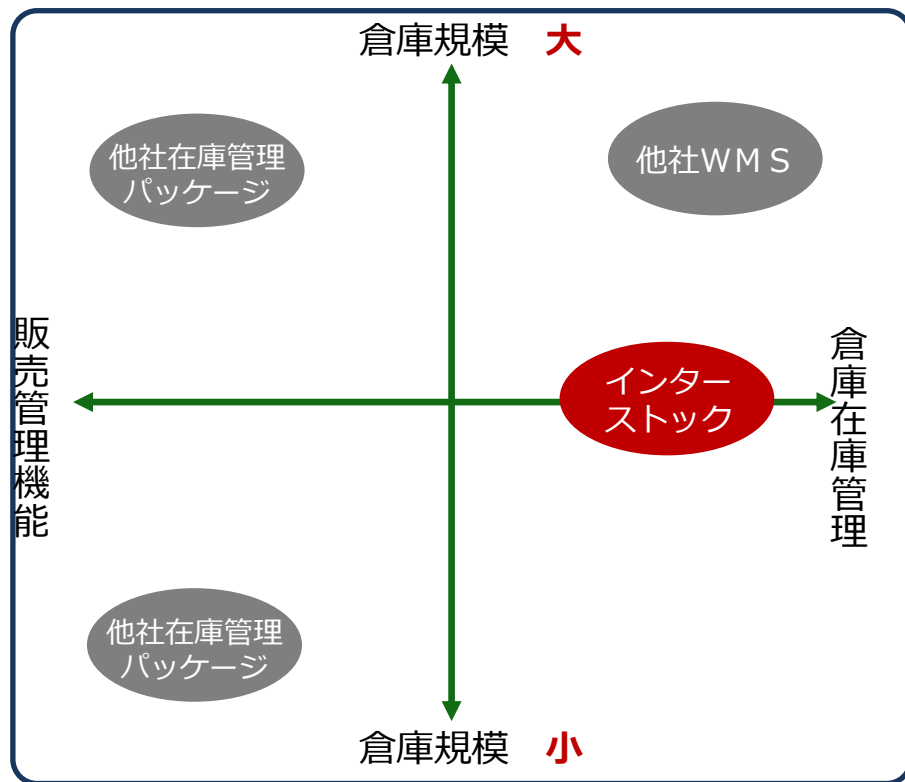 倉庫規模　大
他社在庫管理
パッケージ
他社ＷＭＳ
販売管理機能
インター
ストック
倉庫在庫管理
他社在庫管理
パッケージ
倉庫規模　小